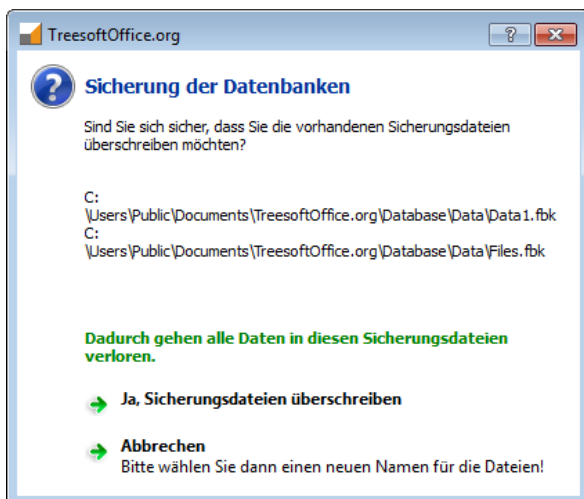 TreesoftOffice.org
Sicherung der Datenbanken
Sind Sie sich sicher, dass Sie die vorhandenen Sicherungsdateien
überschreiben möchten?
C:
\Users\Public\Documents\TreesoftOffice.org\Database\Data\Data1.fbk
C:
\Users\Public\Documents\TreesoftOffice.org\Database\Data\Files.fbk
Dadurch gehen alle Daten in diesen Sicherungsdateien
verloren.
Ja, Sicherungsdateien überschreiben
Abbrechen
Bitte wählen Sie dann einen neuen Namen für die Dateien!